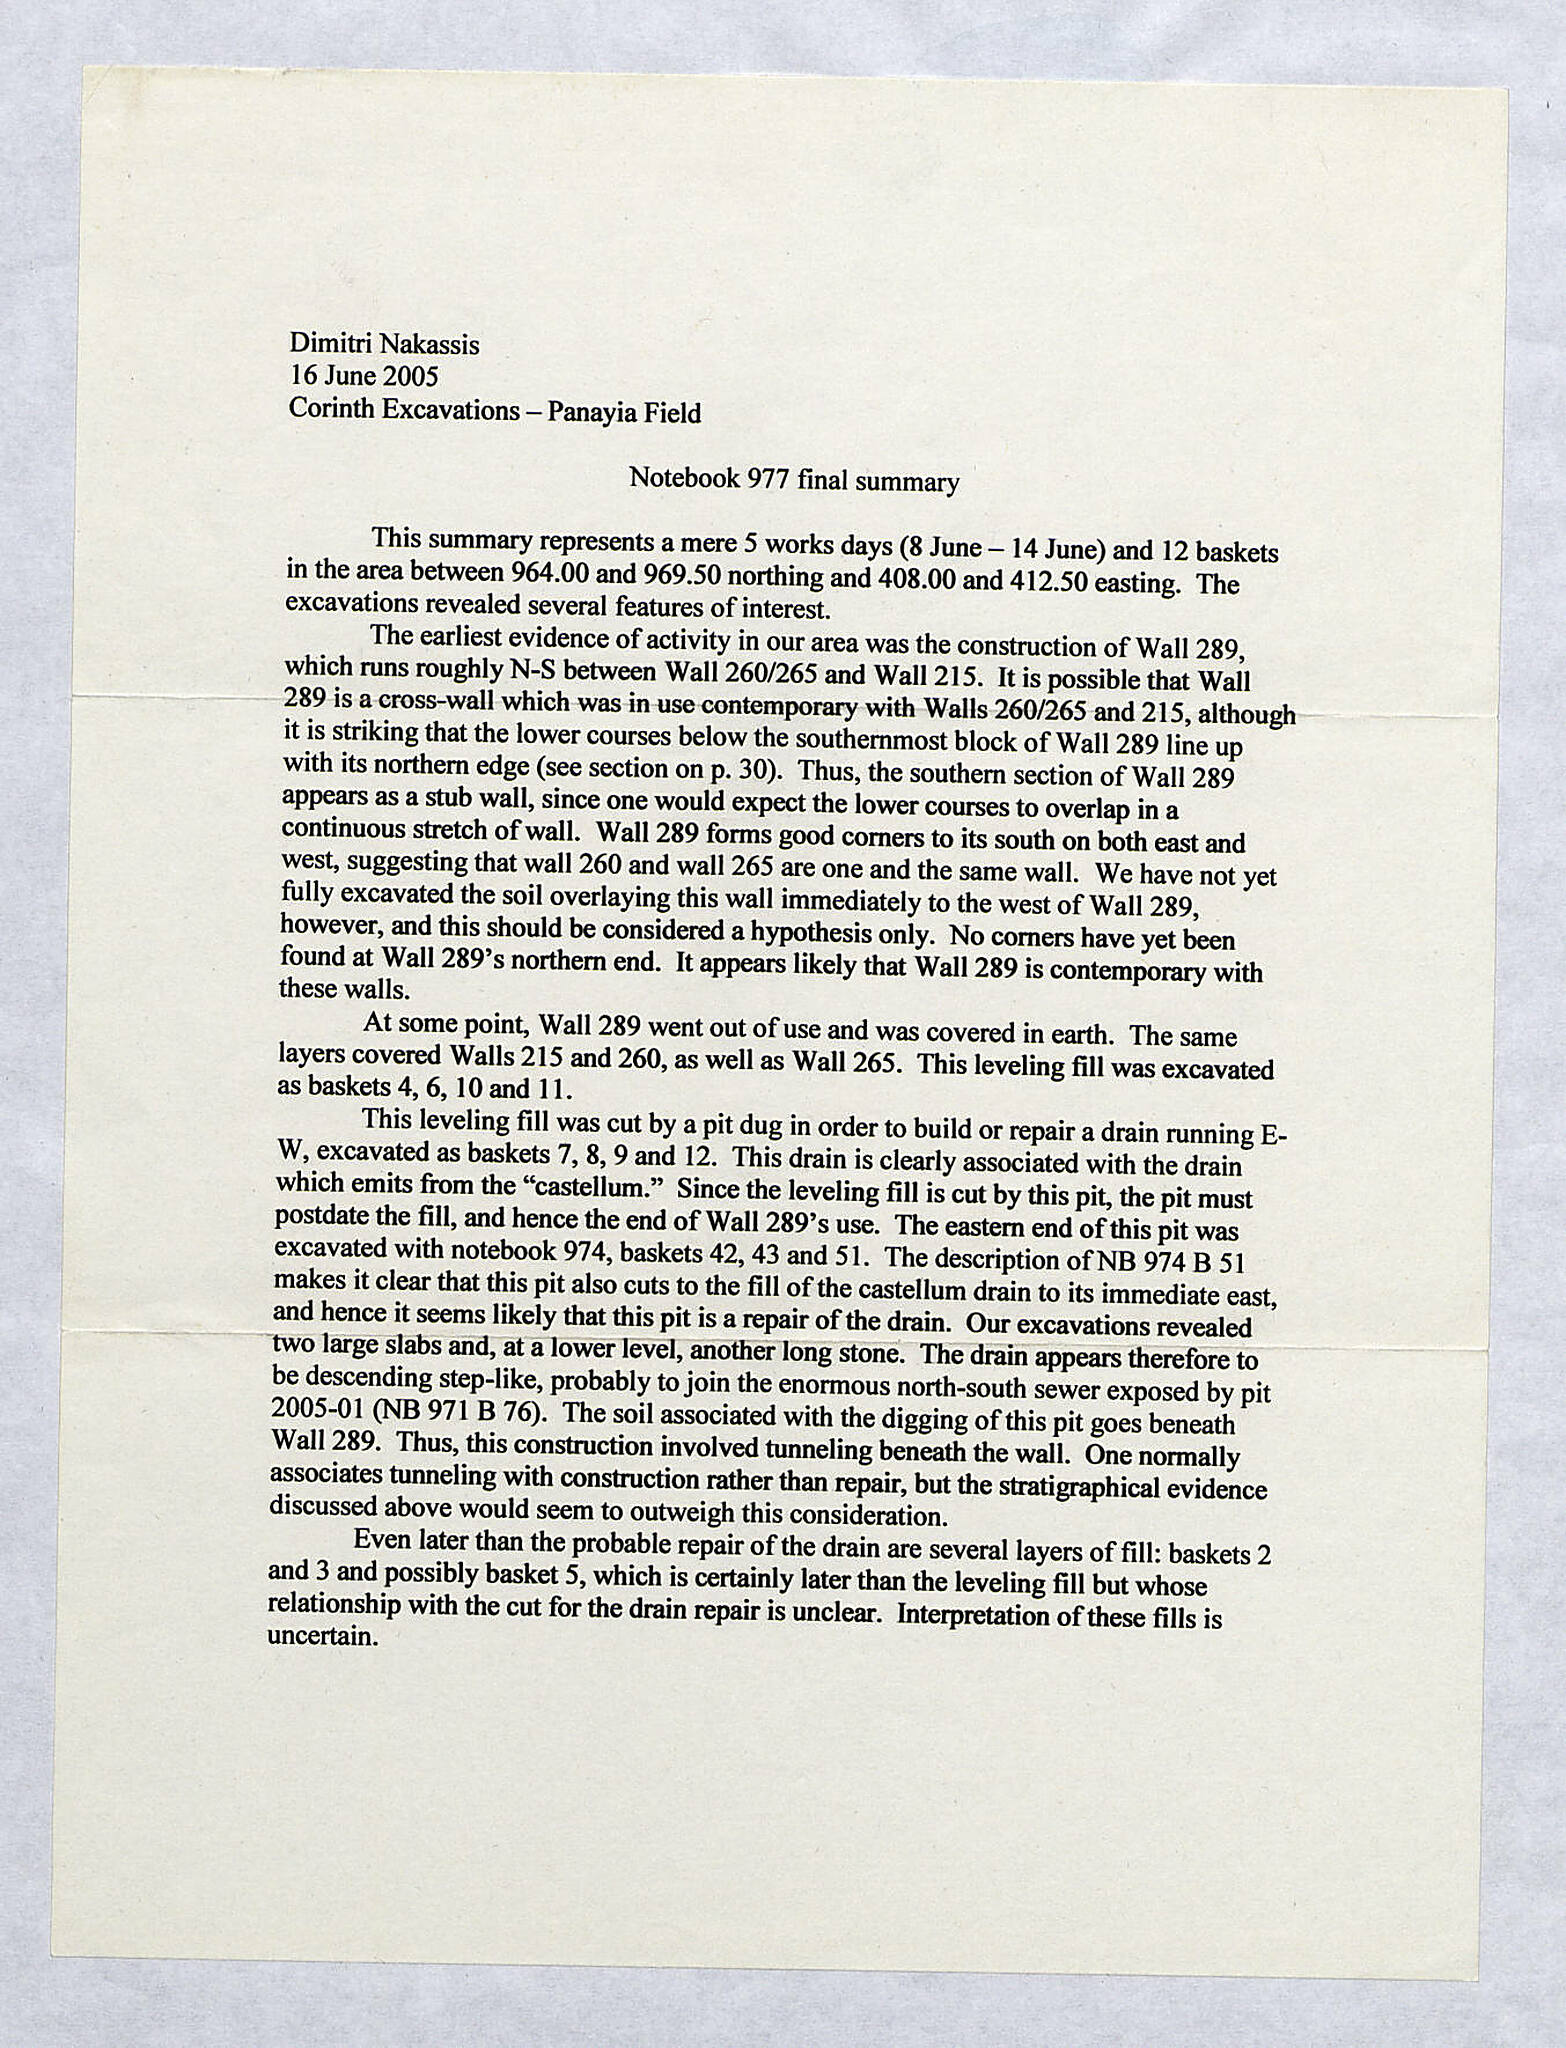 Dimitri Nakassis
16 June 2005
Corinth Excavations – Panayia Field
Notebook 977 final summary
This summary represents a mere 5 works days (8 June – 14 June) and 12 baskets
in the area between 964.00 and 969.50 northing and 408.00 and 412.50 easting. The
excavations revealed several features of interest.
The earliest evidence of activity in our area was the construction of Wall 289,
which runs roughly N-S between Wall 260/265 and Wall 215. It is possible that Wall
289 is a cross-wall which was in use contemporary with Walls 260/265 and 215, although
it is striking that the lower courses below the southernmost block of Wall 289 line up
with its northern edge (see section on p. 30). Thus, the southern section of Wall 289
appears as a stub wall, since one would expect the lower courses to overlap in a
continuous stretch of wall. Wall 289 forms good corners to its south on both east and
west, suggesting that wall 260 and wall 265 are one and the same wall. We have not yet
fully excavated the soil overlaying this wall immediately to the west of Wall 289,
however, and this should be considered a hypothesis only. No corners have yet been
found at Wall 289's northern end. It appears likely that Wall 289 is contemporary with
these walls.
At some point, Wall 289 went out of use and was covered in earth. The same
layers covered Walls 215 and 260, as well as Wall 265. This leveling fill was excavated
as baskets 4, 6, 10 and 11.
This leveling fill was cut by a pit dug in order to build or repair a drain running E-
W, excavated as baskets 7, 8, 9 and 12. This drain is clearly associated with the drain
which emits from the “castellum.” Since the leveling fill is cut by this pit, the pit must
postdate the fill, and hence the end of Wall 289's use. The eastern end of this pit was
excavated with notebook 974, baskets 42, 43 and 51. The description of NB 974 B 51
makes it clear that this pit also cuts to the fill of the castellum drain to its immediate east,
and hence it seems likely that this pit is a repair of the drain. Our excavations revealed
two large slabs and, at a lower level, another long stone. The drain appears therefore to
be descending step-like, probably to join the enormous north-south sewer exposed by pit
2005-01 (NB 971 B 76). The soil associated with the digging of this pit goes beneath
Wall 289. Thus, this construction involved tunneling beneath the wall. One normally
associates tunneling with construction rather than repair, but the stratigraphical evidence
discussed above would seem to outweigh this consideration.
Even later than the probable repair of the drain are several layers of fill: baskets 2
and 3 and possibly basket 5, which is certainly later than the leveling fill but whose
relationship with the cut for the drain repair is unclear. Interpretation of these fills is
uncertain.